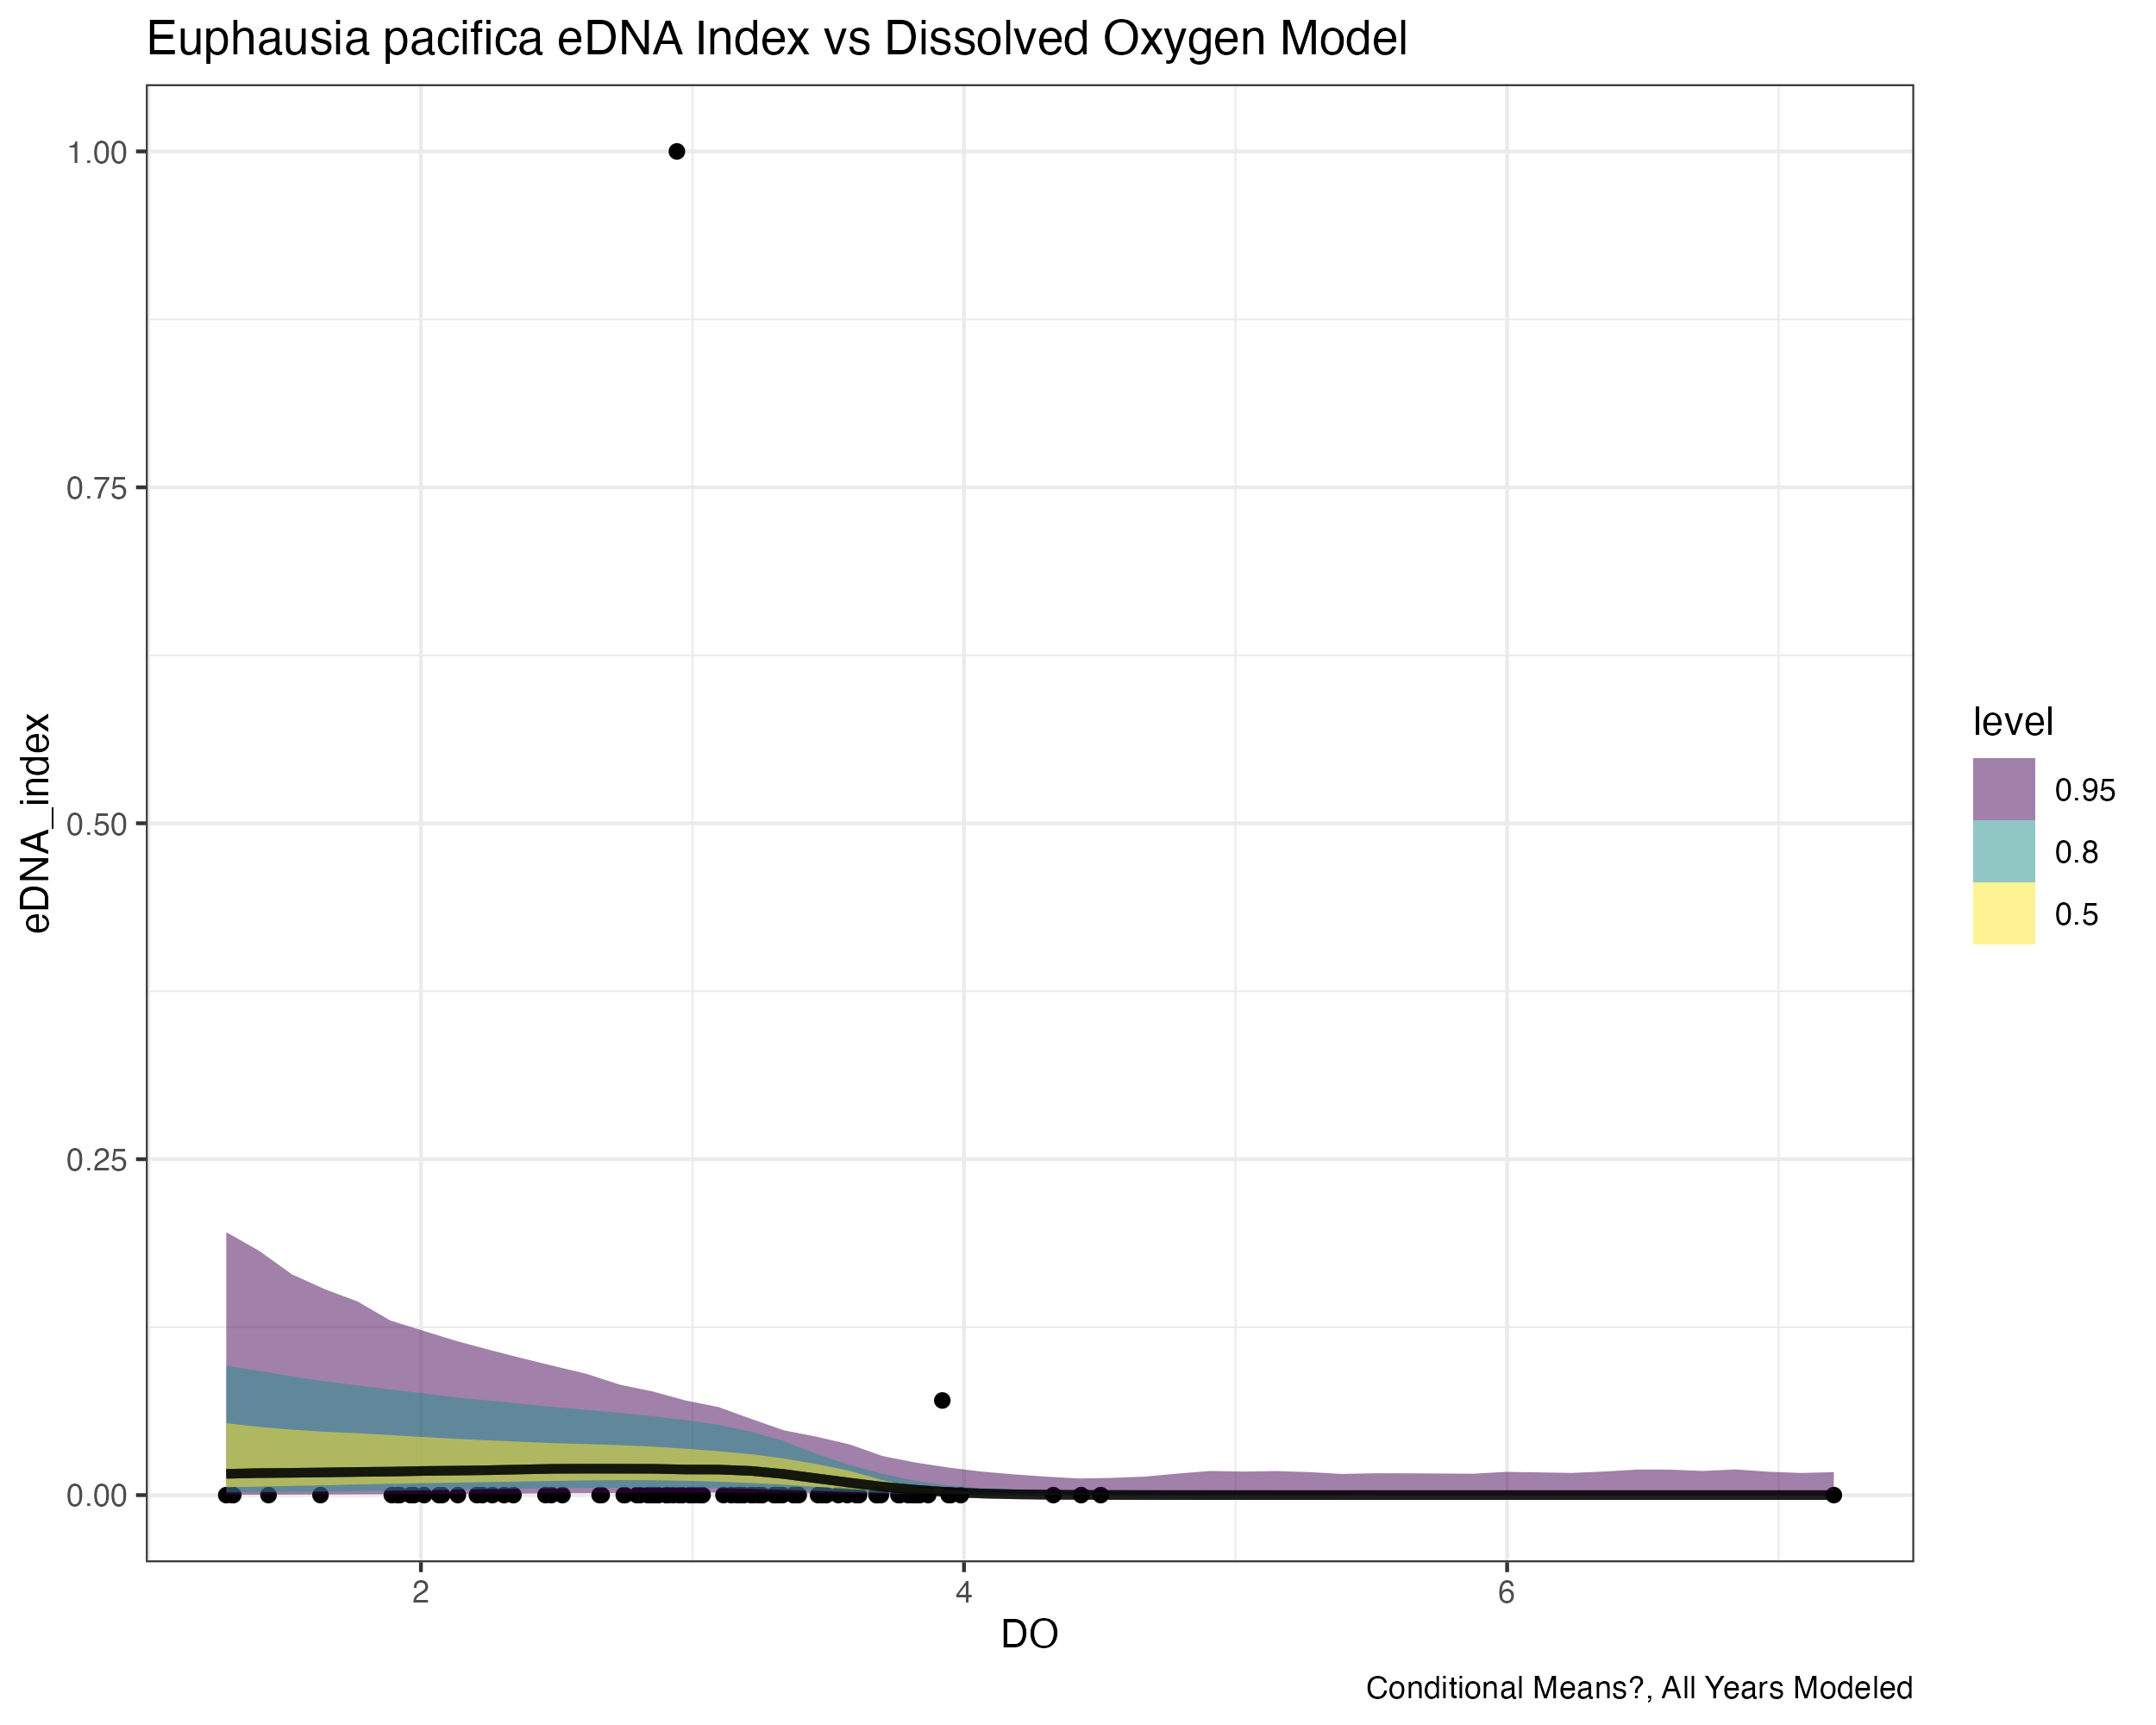 Euphausia pacifica eDNA Index vs Dissolved Oxygen Model
1.00
0.75
0.50
0.25
0.00
eDNA_index
2
4
6
DO
level
0.95
0.8
0.5
Conditional Means?, All Years Modeled